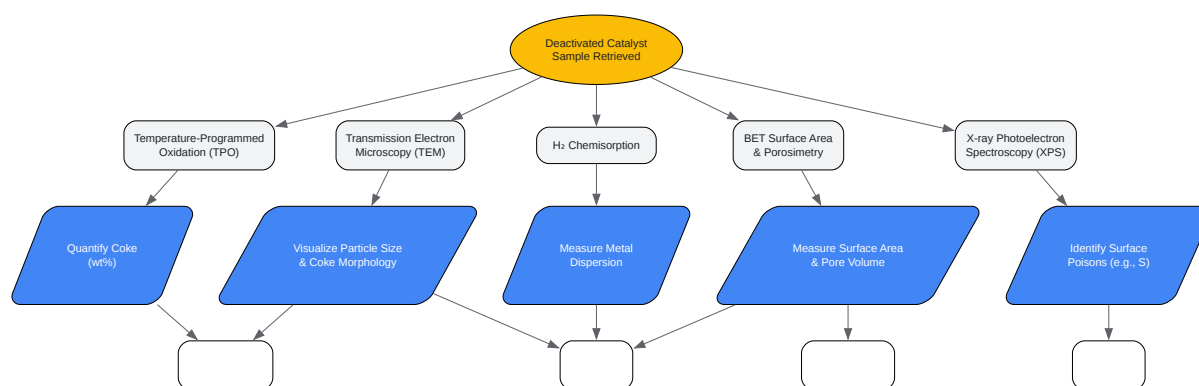 Deactivated Catalyst
Sample Retrieved
Temperature-Programmed
Oxidation (TPO)
Transmission Electron
Microscopy (TEM)
H₂ Chemisorption
BET Surface Area
& Porosimetry
X-ray Photoelectron
Spectroscopy (XPS)
Quantify Coke
(wt%)
Visualize Particle Size
& Coke Morphology
Measure Metal
Dispersion
Measure Surface Area
& Pore Volume
Identify Surface
Poisons (e.g., S)